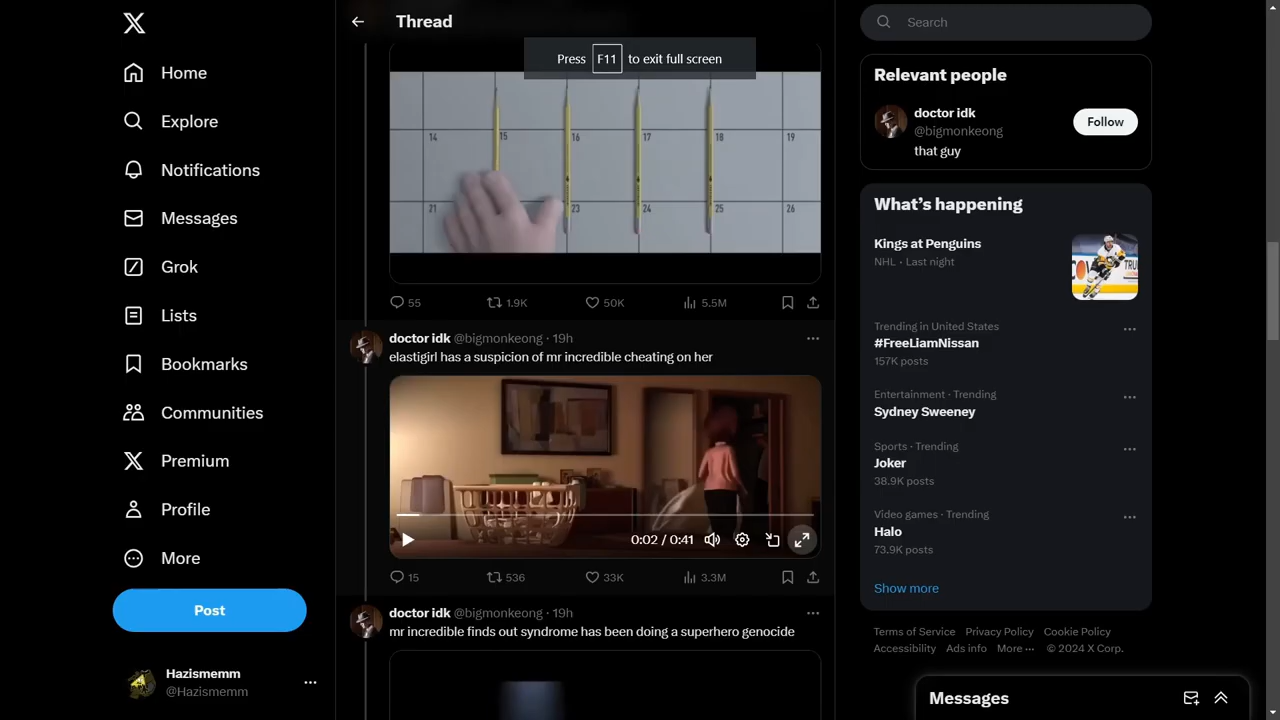 Home
Explore
Notifications
Messages
Grok
Lists
Bookmarks
Communities
Premium
Profile
More
Post
Hazismemm
@Hazismemm
Thread
Press F11 to exit full screen
14 15 16 17 18 19
21 23 24 25 26
55 1.9K 50K 5.5M
doctor idk @bigmonkeong · 19h
elastigirl has a suspicion of mr incredible cheating on her
0:02 / 0:41
15 536 33K 3.3M
doctor idk @bigmonkeong · 19h
mr incredible finds out syndrome has been doing a superhero genocide
Search
Relevant people
doctor idk
@bigmonkeong
Follow
that guy
What's happening
Kings at Penguins
NHL · Last night
Trending in United States
#FreeLiamNissan
157K posts
Entertainment · Trending
Sydney Sweeney
Sports · Trending
Joker
38.9K posts
Video games · Trending
Halo
73.9K posts
Show more
Terms of Service Privacy Policy Cookie Policy
Accessibility Ads info More ··· © 2024 X Corp.
Messages